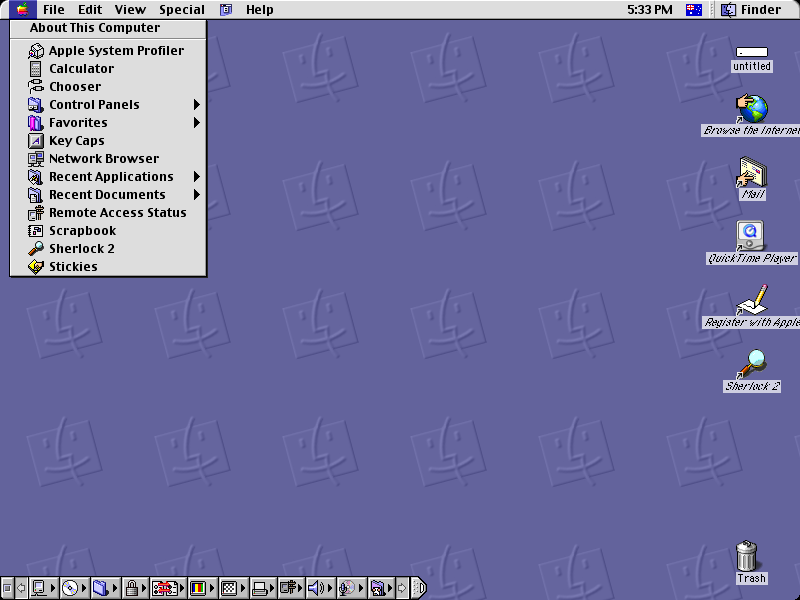 File Edit View Special Help 5:33 PM Finder
About This Computer
Apple System Profiler
Calculator
Chooser
Control Panels
Favorites
Key Caps
Network Browser
Recent Applications
Recent Documents
Remote Access Status
Scrapbook
Sherlock 2
Stickies
untitled
Browse the Internet
Mail
QuickTime Player
Register with Apple
Sherlock 2
Trash